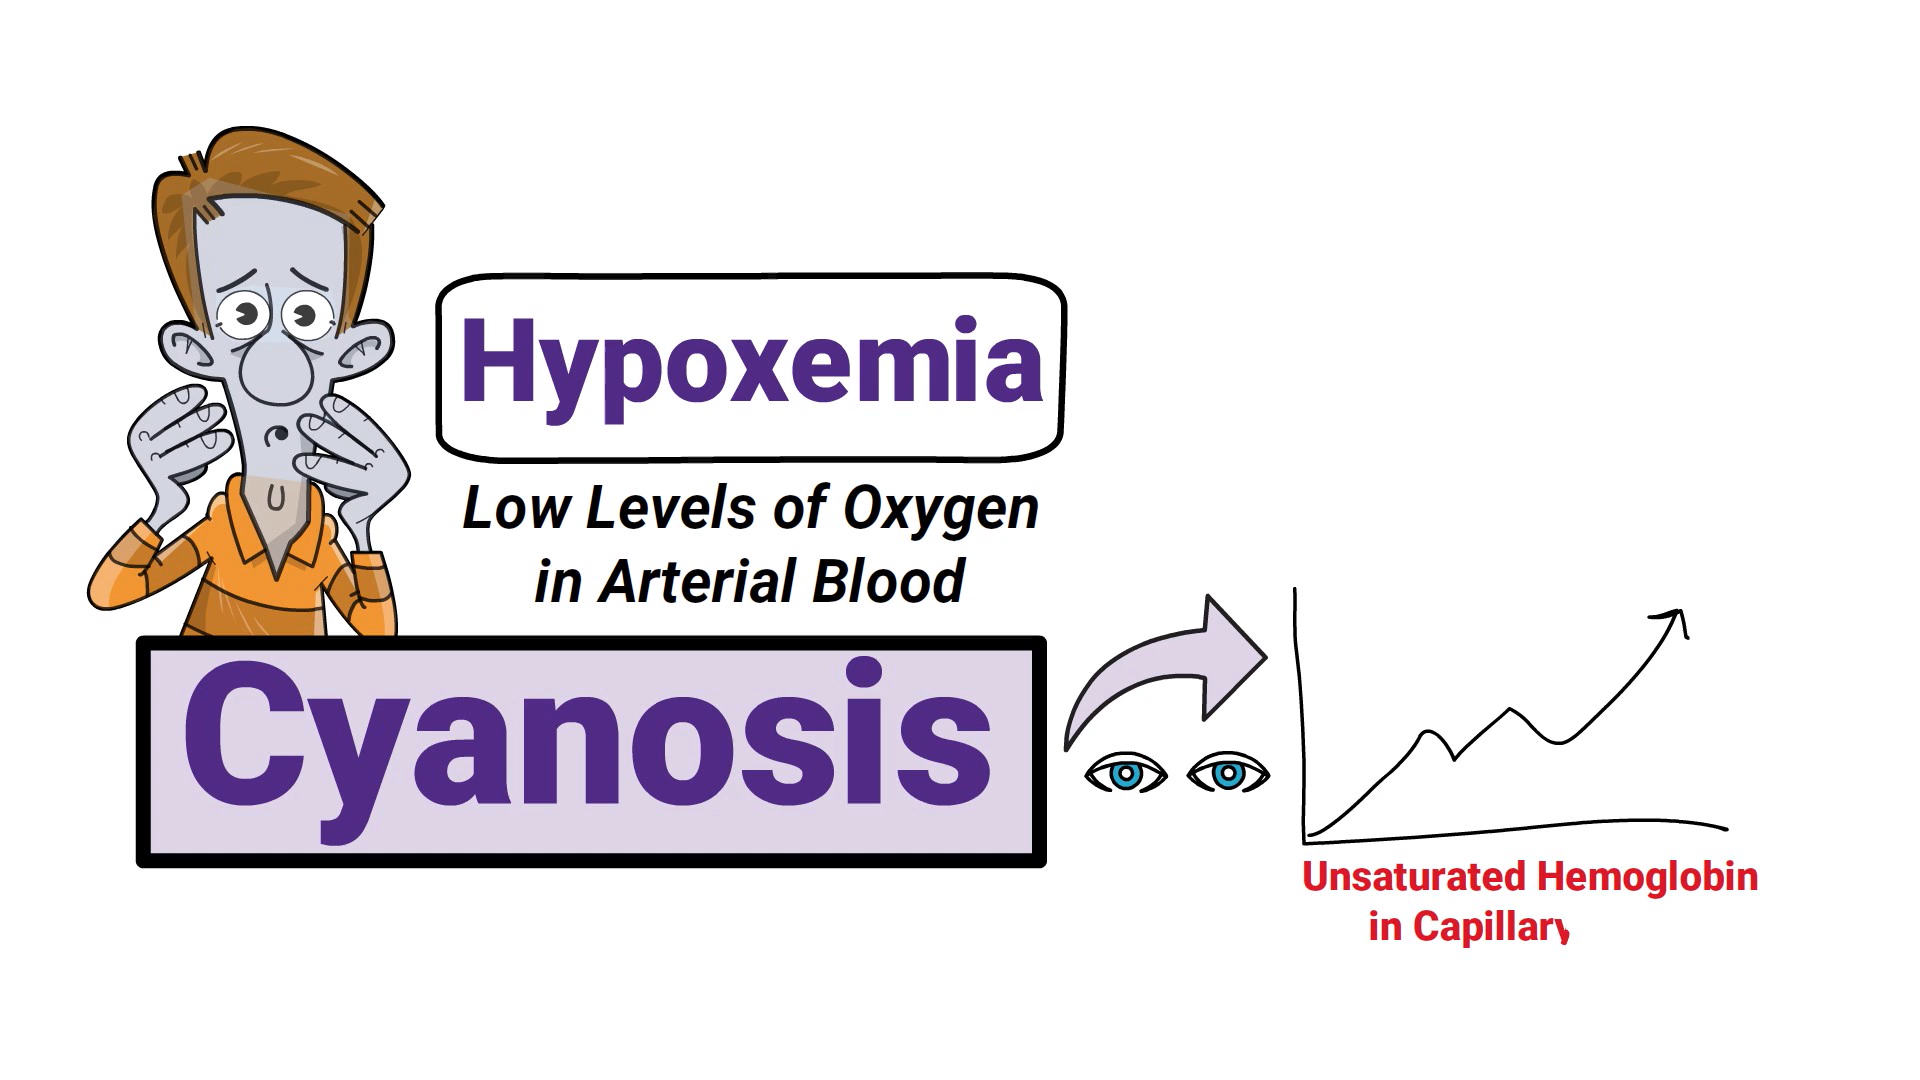 Hypoxemia
Low Levels of Oxygen
in Arterial Blood
Cyanosis
Unsaturated Hemoglobin
in Capillary